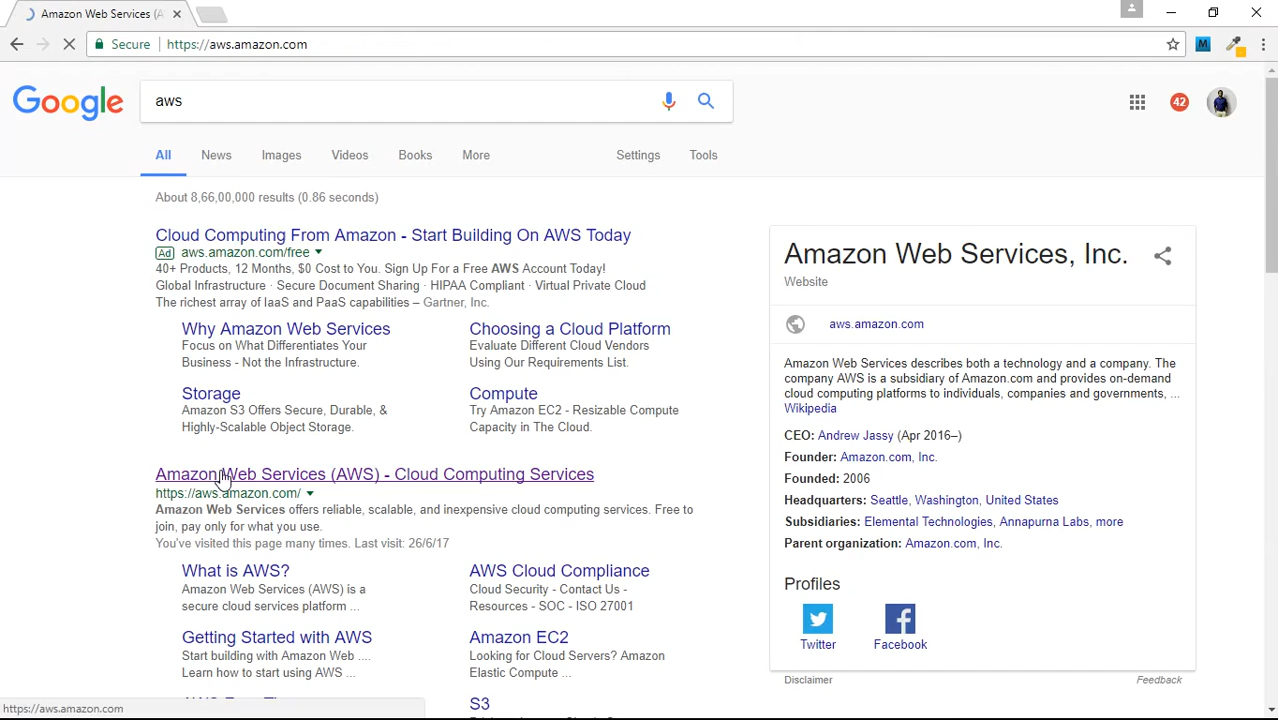 Amazon Web Services (A
Secure
https://aws.amazon.com
M
Google
aws
42
All
News
Images
Videos
Books
More
Settings
Tools
About 8,66,00,000 results (0.86 seconds)
Cloud Computing From Amazon - Start Building On AWS Today
Ad aws.amazon.com/free
40+ Products, 12 Months, $0 Cost to You. Sign Up For a Free AWS Account Today!
Global Infrastructure · Secure Document Sharing · HIPAA Compliant · Virtual Private Cloud
The richest array of IaaS and PaaS capabilities – Gartner, Inc.
Why Amazon Web Services
Focus on What Differentiates Your
Business - Not the Infrastructure.
Choosing a Cloud Platform
Evaluate Different Cloud Vendors
Using Our Requirements List.
Storage
Amazon S3 Offers Secure, Durable, &
Highly-Scalable Object Storage.
Compute
Try Amazon EC2 - Resizable Compute
Capacity in The Cloud.
Amazon Web Services (AWS) - Cloud Computing Services
https://aws.amazon.com/
Amazon Web Services offers reliable, scalable, and inexpensive cloud computing services. Free to
join, pay only for what you use.
You've visited this page many times. Last visit: 26/6/17
What is AWS?
Amazon Web Services (AWS) is a
secure cloud services platform ...
AWS Cloud Compliance
Cloud Security - Contact Us -
Resources - SOC - ISO 27001
Getting Started with AWS
Start building with Amazon Web ....
Learn how to start using AWS ...
Amazon EC2
Looking for Cloud Servers? Amazon
Elastic Compute ...
S3
https://aws.amazon.com
Amazon Web Services, Inc.
Website
aws.amazon.com
Amazon Web Services describes both a technology and a company. The
company AWS is a subsidiary of Amazon.com and provides on-demand
cloud computing platforms to individuals, companies and governments, ...
Wikipedia
CEO: Andrew Jassy (Apr 2016–)
Founder: Amazon.com, Inc.
Founded: 2006
Headquarters: Seattle, Washington, United States
Subsidiaries: Elemental Technologies, Annapurna Labs, more
Parent organization: Amazon.com, Inc.
Profiles
Twitter
Facebook
Disclaimer
Feedback